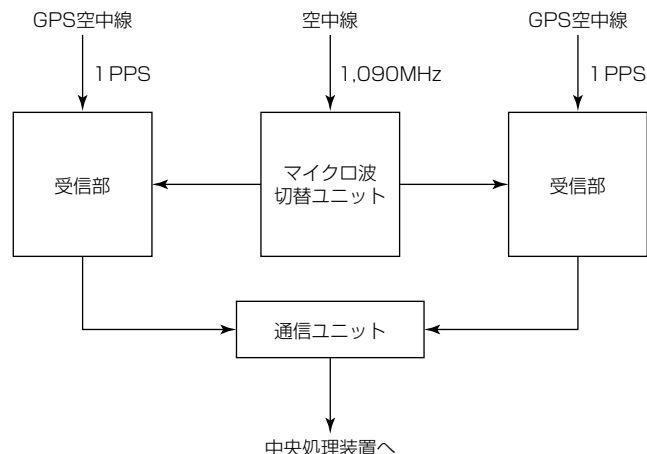 GPS空中線
空中線
GPS空中線
1PPS
1,090MHz
1PPS
受信部
マイクロ波
切替ユニット
受信部
通信ユニット
中央処理装置へ